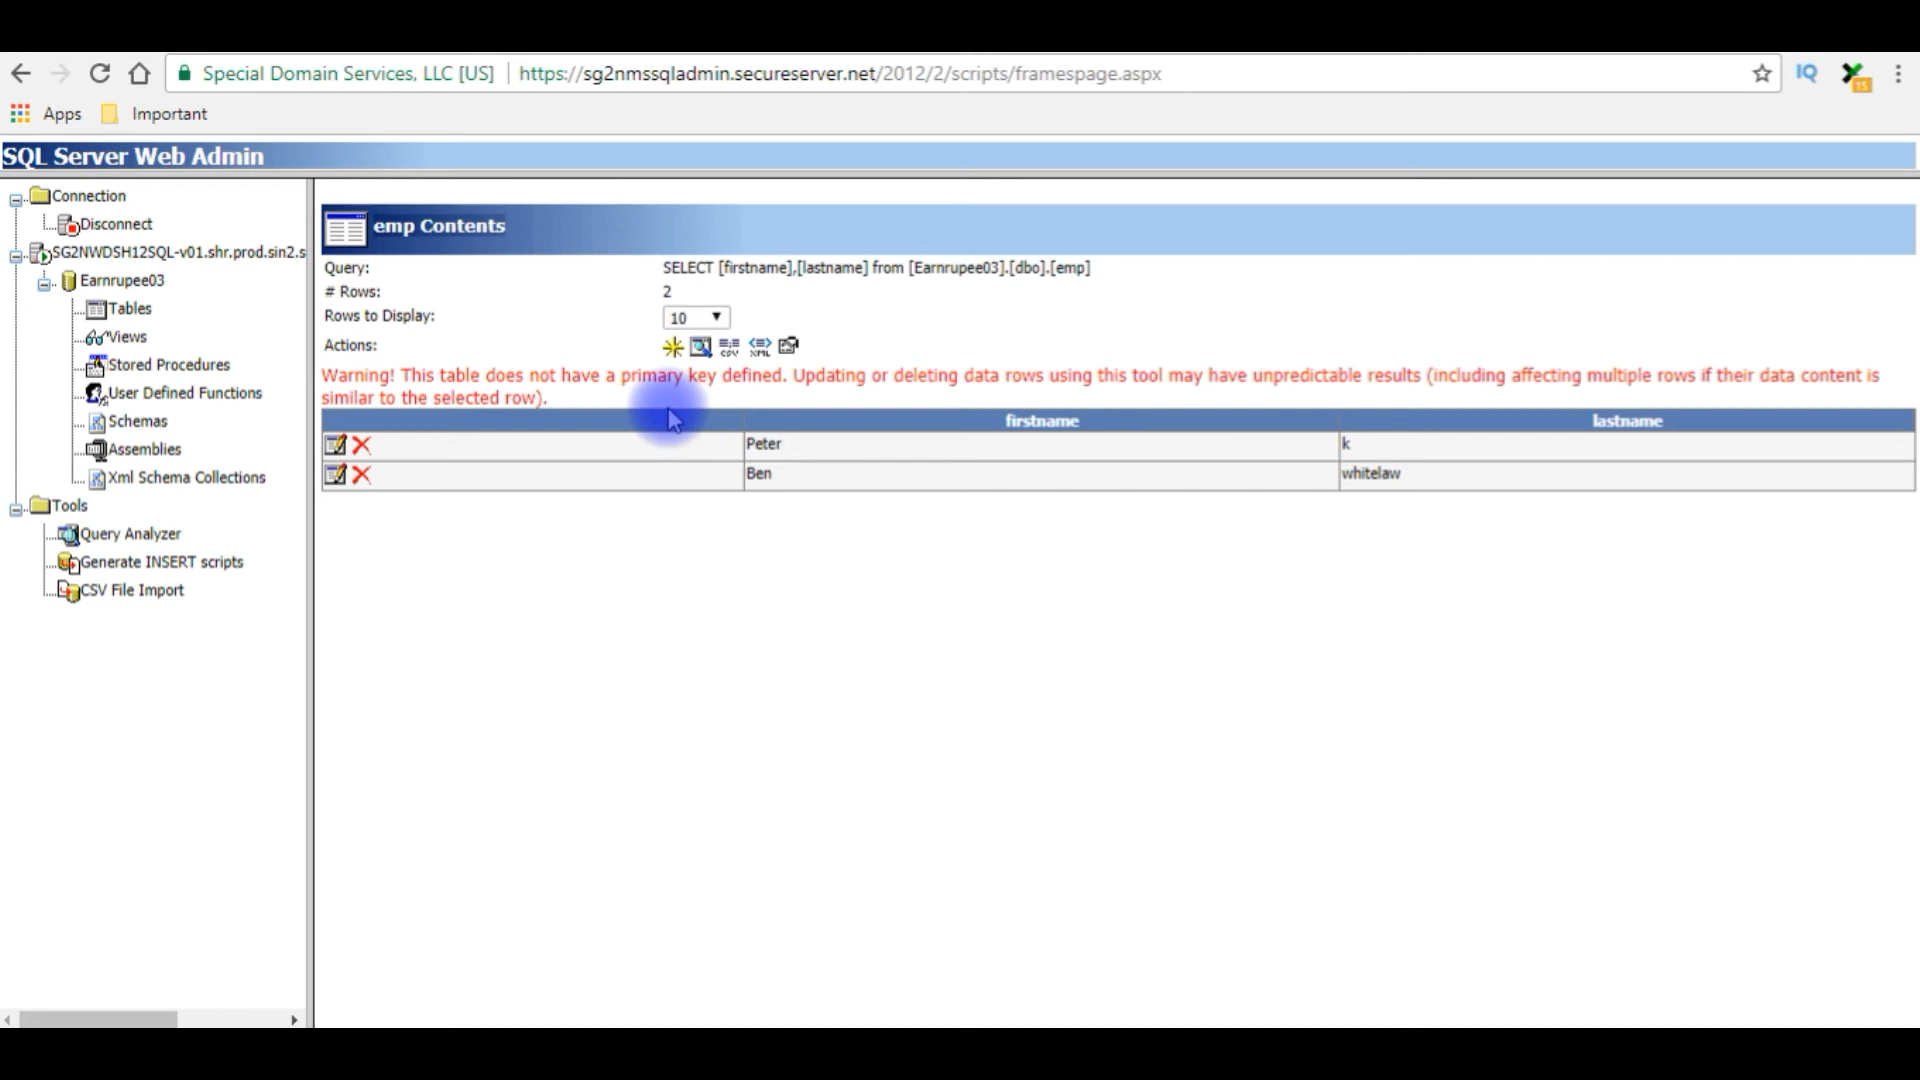 Special Domain Services, LLC [US] https://sg2nmssqladmin.secureserver.net/2012/2/scripts/framespage.aspx IQ 15
Apps Important
SQL Server Web Admin
Connection
Disconnect
SG2NWDSH12SQL-v01.shr.prod.sin2.s
Earnrupee03
Tables
Views
Stored Procedures
User Defined Functions
Schemas
Assemblies
Xml Schema Collections
Tools
Query Analyzer
Generate INSERT scripts
CSV File Import
emp Contents
Query: SELECT [firstname],[lastname] from [Earnrupee03].[dbo].[emp]
# Rows: 2
Rows to Display: 10
Actions: CSV XML
Warning! This table does not have a primary key defined. Updating or deleting data rows using this tool may have unpredictable results (including affecting multiple rows if their data content is
similar to the selected row).
firstname lastname
Peter k
Ben whitelaw